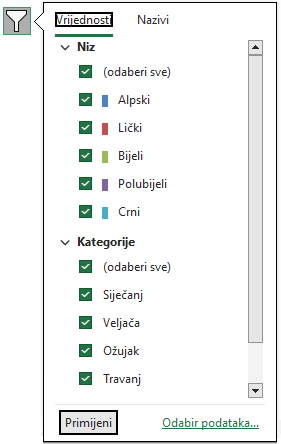 Vrijednosti Nazivi
Niz
(odaberi sve)
Alpski
Lički
Bijeli
Polubijeli
Crni
Kategorije
(odaberi sve)
Siječanj
Veljača
Ožujak
Travanj
Primijeni Odabir podataka...